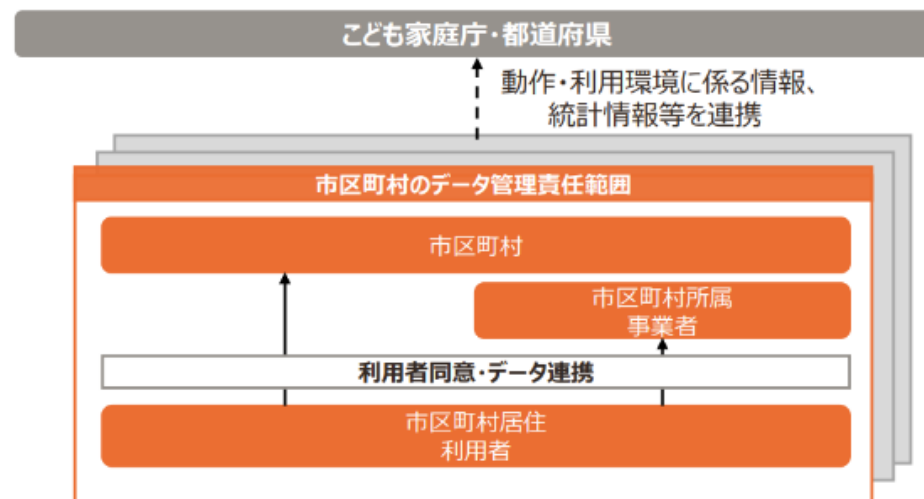 こども家庭庁・都道府県
動作・利用環境に係る情報、
統計情報等を連携
市区町村のデータ管理責任範囲
市区町村
市区町村所属
事業者
利用者同意・データ連携
市区町村居住
利用者